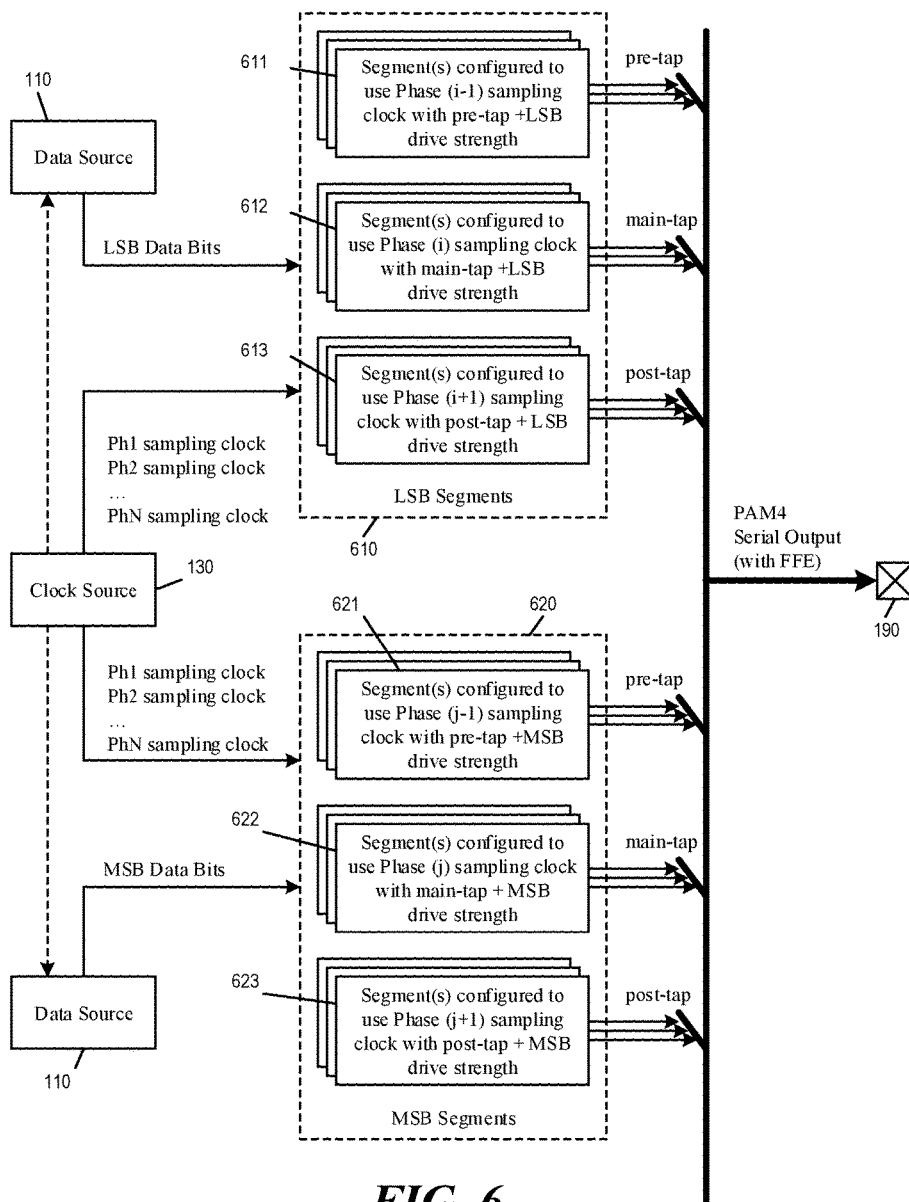 611
Segment(s) configured to
use Phase (i-1) sampling
clock with pre-tap +LSB
drive strength
pre-tap
110
Data Source
612
Segment(s) configured to
use Phase (i) sampling clock
with main-tap +LSB
drive strength
main-tap
LSB Data Bits
613
Segment(s) configured to
use Phase (i+1) sampling
clock with post-tap + LSB
drive strength
post-tap
Ph1 sampling clock
Ph2 sampling clock
...
PhN sampling clock
LSB Segments
610
PAM4
Serial Output
(with FFE)
190
Clock Source
130
621
620
Ph1 sampling clock
Ph2 sampling clock
...
PhN sampling clock
Segment(s) configured to
use Phase (j-1) sampling
clock with pre-tap +MSB
drive strength
pre-tap
622
Segment(s) configured to
use Phase (j) sampling clock
with main-tap + MSB
drive strength
main-tap
MSB Data Bits
623
Segment(s) configured to
use Phase (j+1) sampling
clock with post-tap + MSB
drive strength
post-tap
Data Source
110
MSB Segments
FIG. 6